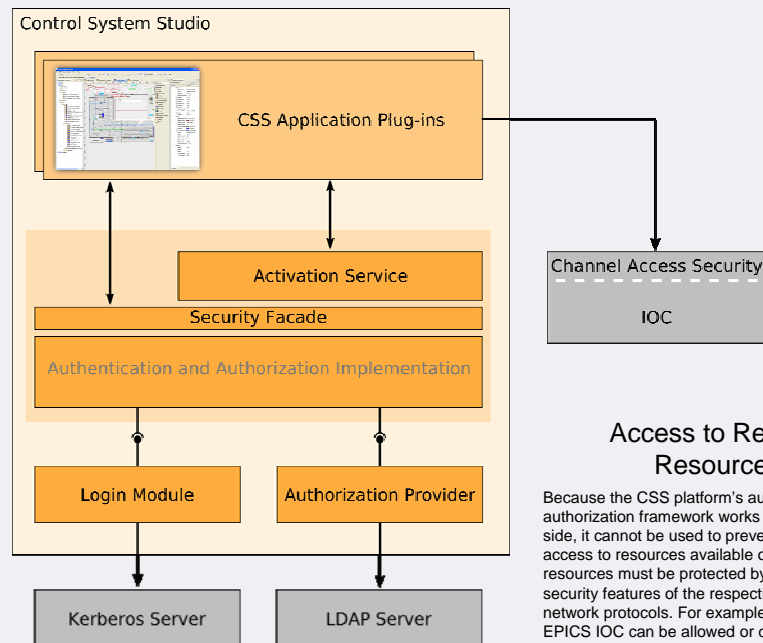 Control System Studio
CSS Application Plug-ins
Activation Service
Security Facade
Authentication and Authorization Implementation
Login Module
Authorization Provider
Kerberos Server
LDAP Server
Channel Access Security
IOC
Access to Re
Resource
Because the CSS platform's au
authorization framework works
side, it cannot be used to preve
access to resources available o
resources must be protected by
security features of the respecti
network protocols. For example
EPICS IOC can be allowed or d